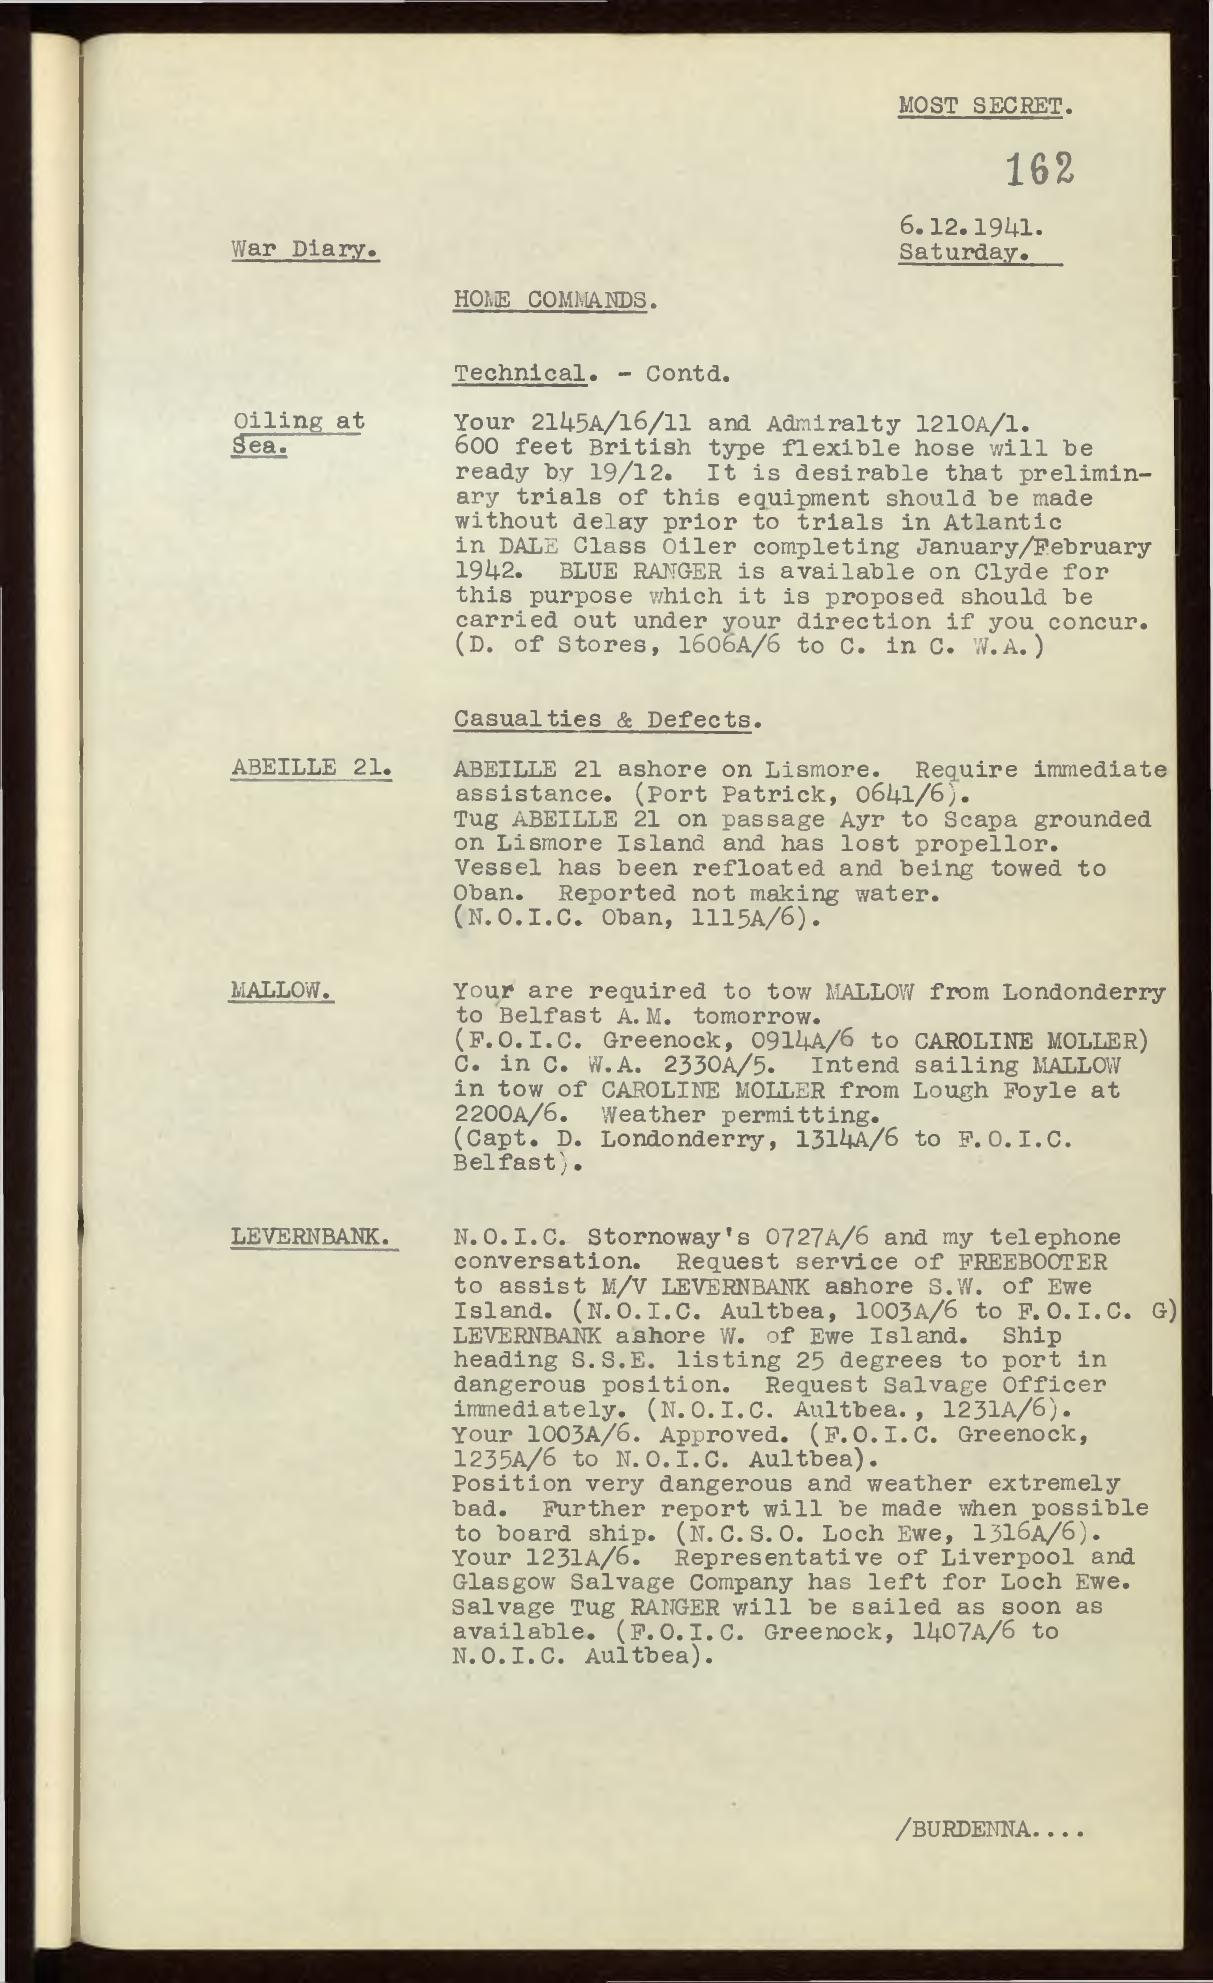 MOST SECRET.
162
6.12.1941.
War Diary.
Saturday.
HOME COMMANDS.
Technical. - Contd.
Oiling at
Sea.
Your 2145A/16/11 and Admiralty 1210A/1.
600 feet British type flexible hose will be
ready by 19/12. It is desirable that prelimin-
ary trials of this equipment should be made
without delay prior to trials in Atlantic
in DALE Class Oiler completing January/February
1942. BLUE RANGER is available on Clyde for
this purpose which it is proposed should be
carried out under your direction if you concur.
(D. of Stores, 1606A/6 to C. in C. W.A.)
Casualties & Defects.
ABEILLE 21.
ABEILLE 21 ashore on Lismore. Require immediate
assistance. (Port Patrick, 0641/6).
Tug ABEILLE 21 on passage Ayr to Scapa grounded
on Lismore Island and has lost propellor.
Vessel has been refloated and being towed to
Oban. Reported not making water.
(N.O.I.C. Oban, 1115A/6).
MALLOW.
Your are required to tow MALLOW from Londonderry
to Belfast A.M. tomorrow.
(F.O.I.C. Greenock, 0914A/6 to CAROLINE MOLLER)
C. in C. W.A. 2330A/5. Intend sailing MALLOW
in tow of CAROLINE MOLLER from Lough Foyle at
2200A/6. Weather permitting.
(Capt. D. Londonderry, 1314A/6 to F.O.I.C.
Belfast).
LEVERNBANK.
N.O.I.C. Stornoway's 0727A/6 and my telephone
conversation. Request service of FREEBOOTER
to assist M/V LEVERNBANK ashore S.W. of Ewe
Island. (N.O.I.C. Aultbea, 1003A/6 to F.O.I.C. G)
LEVERNBANK ashore W. of Ewe Island. Ship
heading S.S.E. listing 25 degrees to port in
dangerous position. Request Salvage Officer
immediately. (N.O.I.C. Aultbea., 1231A/6).
Your 1003A/6. Approved. (F.O.I.C. Greenock,
1235A/6 to N.O.I.C. Aultbea).
Position very dangerous and weather extremely
bad. Further report will be made when possible
to board ship. (N.C.S.O. Loch Ewe, 1316A/6).
Your 1231A/6. Representative of Liverpool and
Glasgow Salvage Company has left for Loch Ewe.
Salvage Tug RANGER will be sailed as soon as
available. (F.O.I.C. Greenock, 1407A/6 to
N.O.I.C. Aultbea).
/BURDENNA....